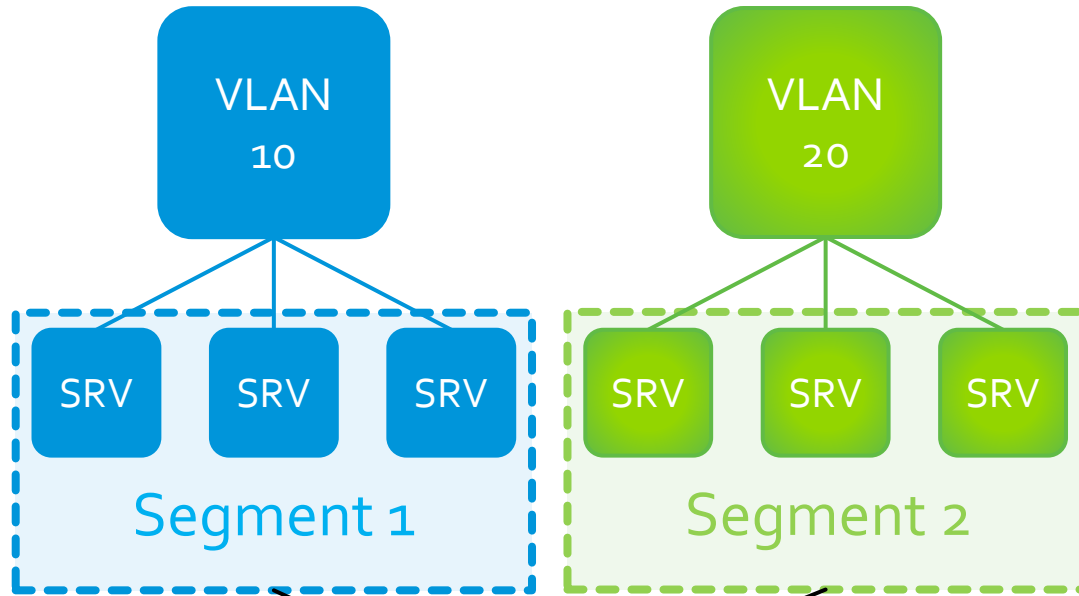 VLAN
10
VLAN
20
SRV
SRV
SRV
SRV
SRV
SRV
Segment 1
Segment 2